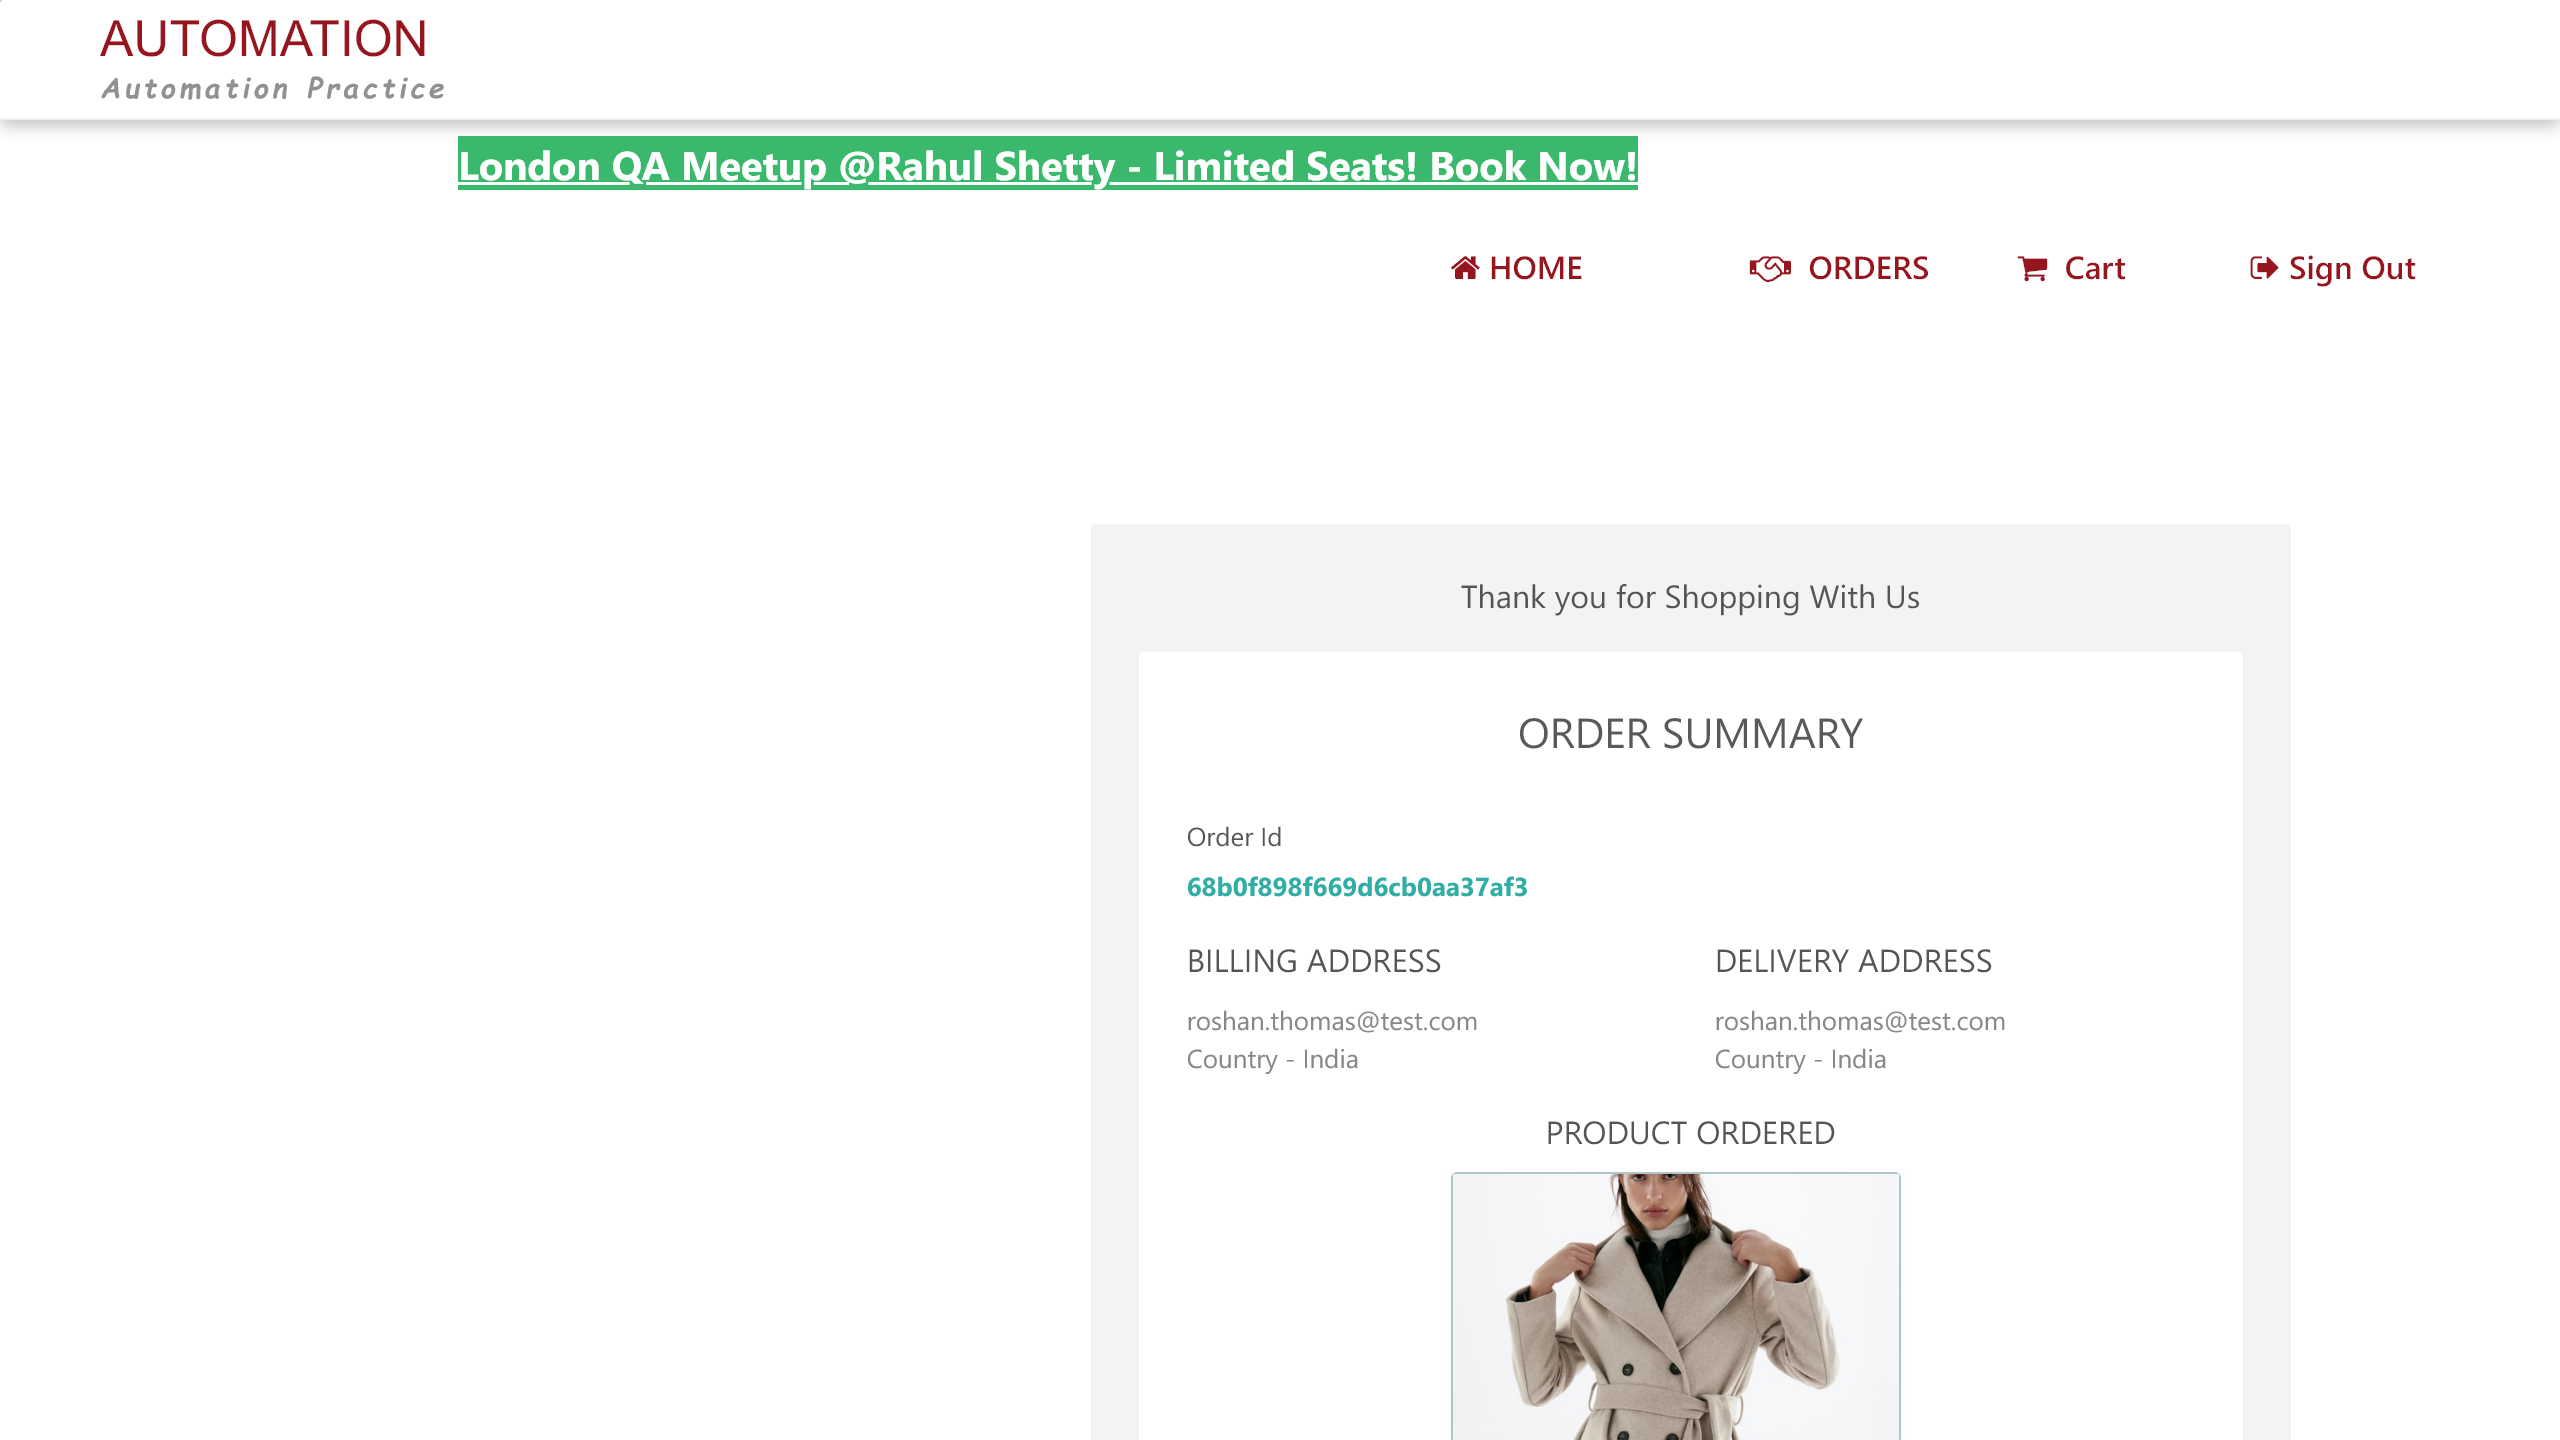 AUTOMATION
Automation Practice
London QA Meetup @Rahul Shetty - Limited Seats! Book Now!
HOME ORDERS Cart Sign Out
Thank you for Shopping With Us
ORDER SUMMARY
Order Id
68b0f898f669d6cb0aa37af3
BILLING ADDRESS
roshan.thomas@test.com
Country - India
DELIVERY ADDRESS
roshan.thomas@test.com
Country - India
PRODUCT ORDERED